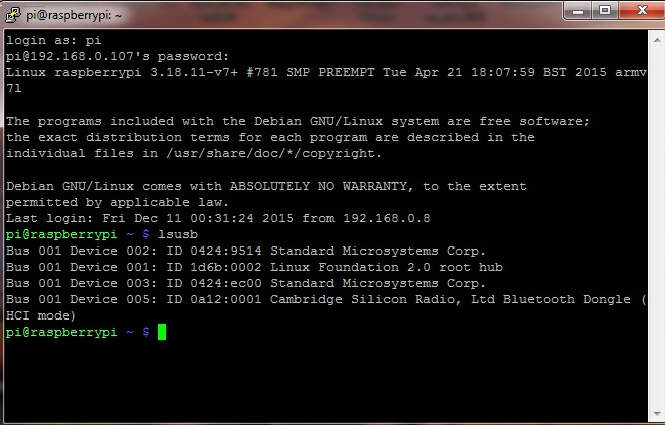 pi@raspberrypi: ~
login as: pi
pi@192.168.0.107's password:
Linux raspberrypi 3.18.11-v7+ #781 SMP PREEMPT Tue Apr 21 18:07:59 BST 2015 armv
7l
The programs included with the Debian GNU/Linux system are free software;
the exact distribution terms for each program are described in the
individual files in /usr/share/doc/*/copyright.
Debian GNU/Linux comes with ABSOLUTELY NO WARRANTY, to the extent
permitted by applicable law.
Last login: Fri Dec 11 00:31:24 2015 from 192.168.0.8
pi@raspberrypi ~ $ lsusb
Bus 001 Device 002: ID 0424:9514 Standard Microsystems Corp.
Bus 001 Device 001: ID 1d6b:0002 Linux Foundation 2.0 root hub
Bus 001 Device 003: ID 0424:ec00 Standard Microsystems Corp.
Bus 001 Device 005: ID 0a12:0001 Cambridge Silicon Radio, Ltd Bluetooth Dongle (
HCI mode)
pi@raspberrypi ~ $